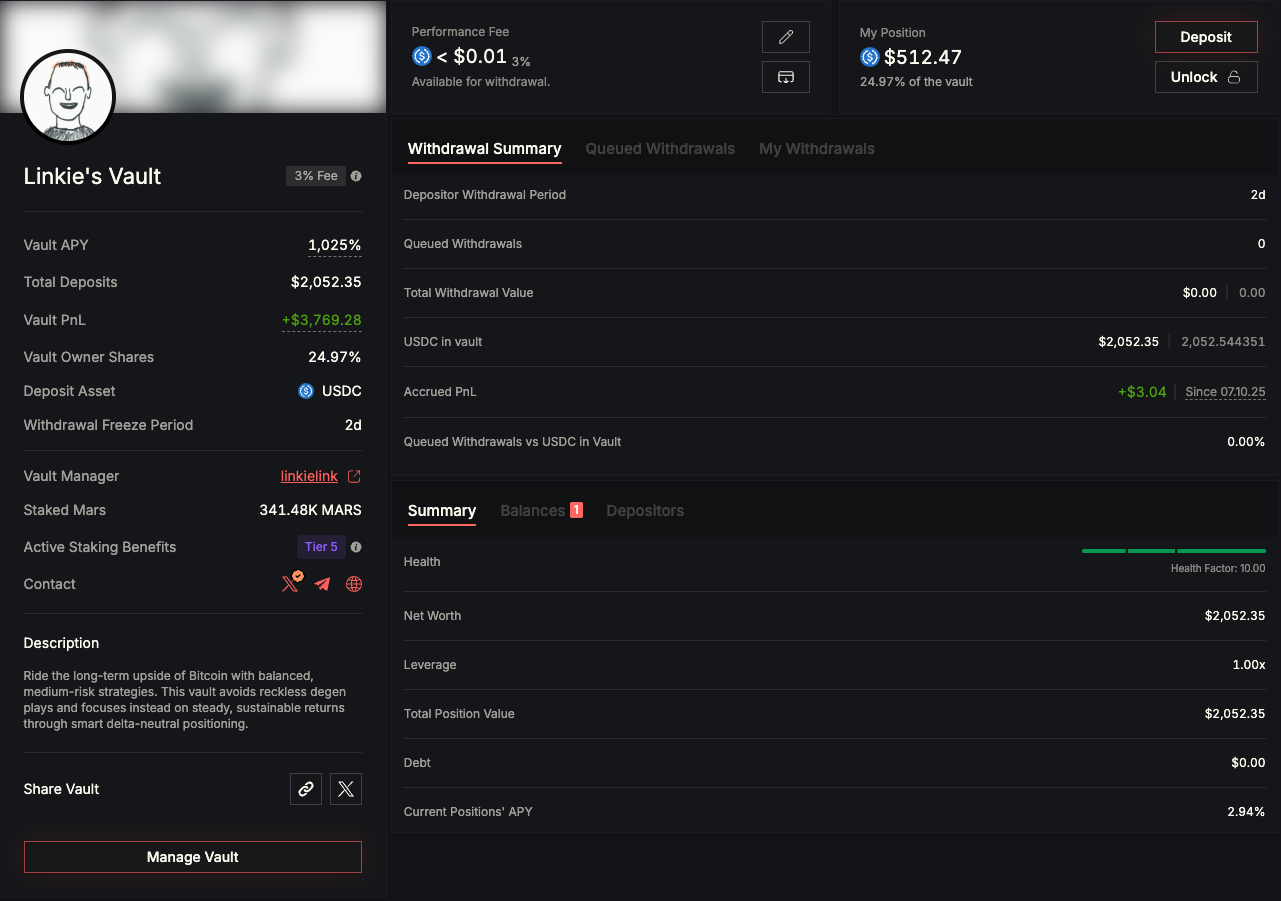 Linkie's Vault
3% Fee
Vault APY 1,025%
Total Deposits $2,052.35
Vault PnL +$3,769.28
Vault Owner Shares 24.97%
Deposit Asset USDC
Withdrawal Freeze Period 2d
Vault Manager linkielink
Staked Mars 341.48K MARS
Active Staking Benefits Tier 5
Contact
Description
Ride the long-term upside of Bitcoin with balanced,
medium-risk strategies. This vault avoids reckless degen
plays and focuses instead on steady, sustainable returns
through smart delta-neutral positioning.
Share Vault
Manage Vault
Performance Fee
< $0.01 3%
Available for withdrawal.
My Position
$512.47
24.97% of the vault
Deposit
Unlock
Withdrawal Summary Queued Withdrawals My Withdrawals
Depositor Withdrawal Period 2d
Queued Withdrawals 0
Total Withdrawal Value $0.00 | 0.00
USDC in vault $2,052.35 | 2,052.544351
Accrued PnL +$3.04 | Since 07.10.25
Queued Withdrawals vs USDC in Vault 0.00%
Summary Balances 1 Depositors
Health
Health Factor: 10.00
Net Worth $2,052.35
Leverage 1.00x
Total Position Value $2,052.35
Debt $0.00
Current Positions' APY 2.94%